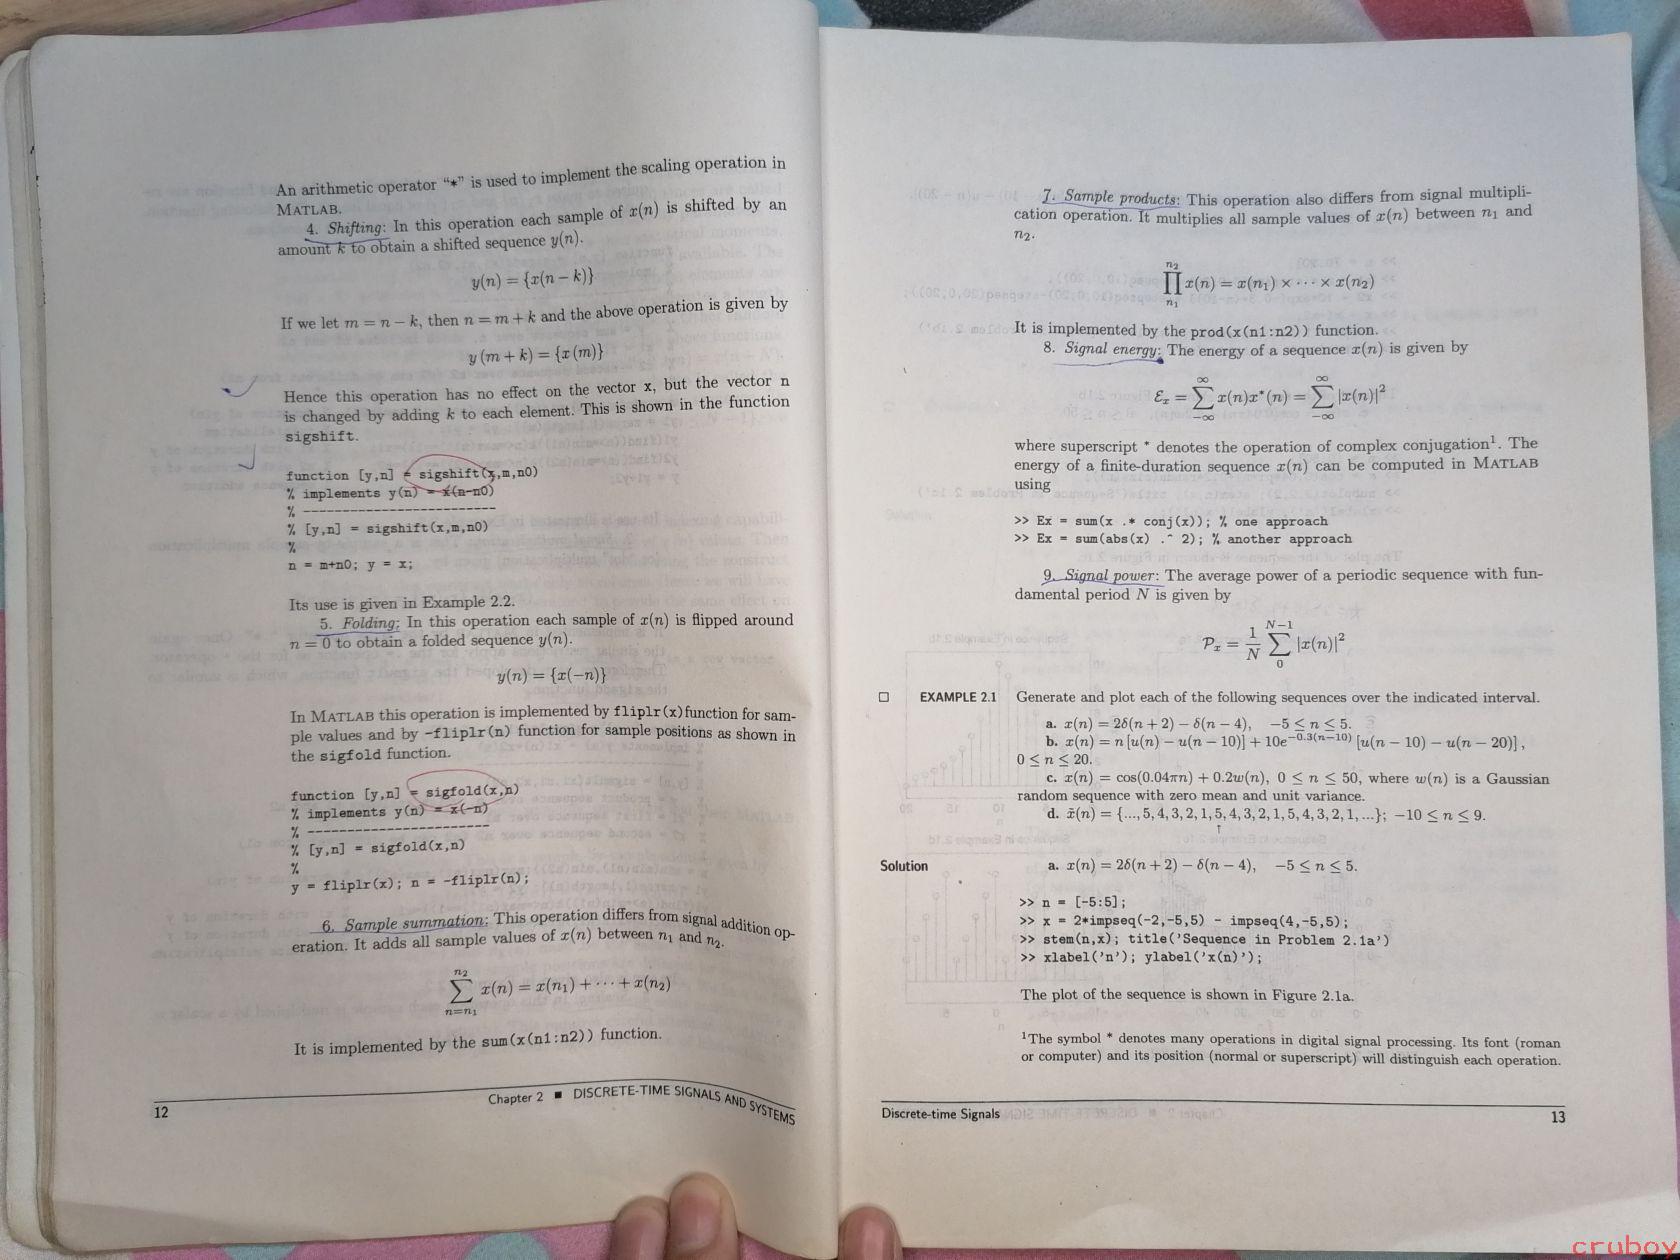 An arithmetic operator “*” is used to implement the scaling operation in
MATLAB.
4. Shifting: In this operation each sample of x(n) is shifted by an
amount k to obtain a shifted sequence y(n).
y(n) = {x(n − k)}
If we let m = n − k, then n = m + k and the above operation is given by
y (m + k) = {x (m)}
Hence this operation has no effect on the vector x, but the vector n
is changed by adding k to each element. This is shown in the function
sigshift.
function [y,n] = sigshift(x,m,n0)
% implements y(n) = x(n-n0)
% -------------------------
% [y,n] = sigshift(x,m,n0)
%
n = m+n0; y = x;
Its use is given in Example 2.2.
5. Folding: In this operation each sample of x(n) is flipped around
n = 0 to obtain a folded sequence y(n).
y(n) = {x(−n)}
In MATLAB this operation is implemented by fliplr(x)function for sam-
ple values and by -fliplr(n) function for sample positions as shown in
the sigfold function.
function [y,n] = sigfold(x,n)
% implements y(n) = x(-n)
% -----------------------
% [y,n] = sigfold(x,n)
%
y = fliplr(x); n = -fliplr(n);
6. Sample summation: This operation differs from signal addition op-
eration. It adds all sample values of x(n) between n₁ and n₂.
n₂
∑ x(n) = x(n₁) + ··· + x(n₂)
n=n₁
It is implemented by the sum(x(n1:n2)) function.
12
Chapter 2 ■ DISCRETE-TIME SIGNALS AND SYSTEMS
7. Sample products: This operation also differs from signal multipli-
cation operation. It multiplies all sample values of x(n) between n₁ and
n₂.
n₂
∏ x(n) = x(n₁) × ··· × x(n₂)
n₁
It is implemented by the prod(x(n1:n2)) function.
8. Signal energy: The energy of a sequence x(n) is given by
∞ ∞
ℰₓ = ∑ x(n)x*(n) = ∑ |x(n)|²
−∞ −∞
where superscript * denotes the operation of complex conjugation¹. The
energy of a finite-duration sequence x(n) can be computed in MATLAB
using
>> Ex = sum(x .* conj(x)); % one approach
>> Ex = sum(abs(x) .^ 2); % another approach
9. Signal power: The average power of a periodic sequence with fun-
damental period N is given by
N−1
𝒫ₓ = 1/N ∑ |x(n)|²
0
□ EXAMPLE 2.1 Generate and plot each of the following sequences over the indicated interval.
a. x(n) = 2δ(n + 2) − δ(n − 4), −5 ≤ n ≤ 5.
b. x(n) = n [u(n) − u(n − 10)] + 10e^−0.3(n−10) [u(n − 10) − u(n − 20)] ,
0 ≤ n ≤ 20.
c. x(n) = cos(0.04πn) + 0.2w(n), 0 ≤ n ≤ 50, where w(n) is a Gaussian
random sequence with zero mean and unit variance.
d. x̃(n) = {...,5,4,3,2,1,5,4,3,2,1,5,4,3,2,1,...}; −10 ≤ n ≤ 9.
↑
Solution a. x(n) = 2δ(n + 2) − δ(n − 4), −5 ≤ n ≤ 5.
>> n = [-5:5];
>> x = 2*impseq(-2,-5,5) - impseq(4,-5,5);
>> stem(n,x); title('Sequence in Problem 2.1a')
>> xlabel('n'); ylabel('x(n)');
The plot of the sequence is shown in Figure 2.1a.
¹The symbol * denotes many operations in digital signal processing. Its font (roman
or computer) and its position (normal or superscript) will distinguish each operation.
Discrete-time Signals
13
cruboy